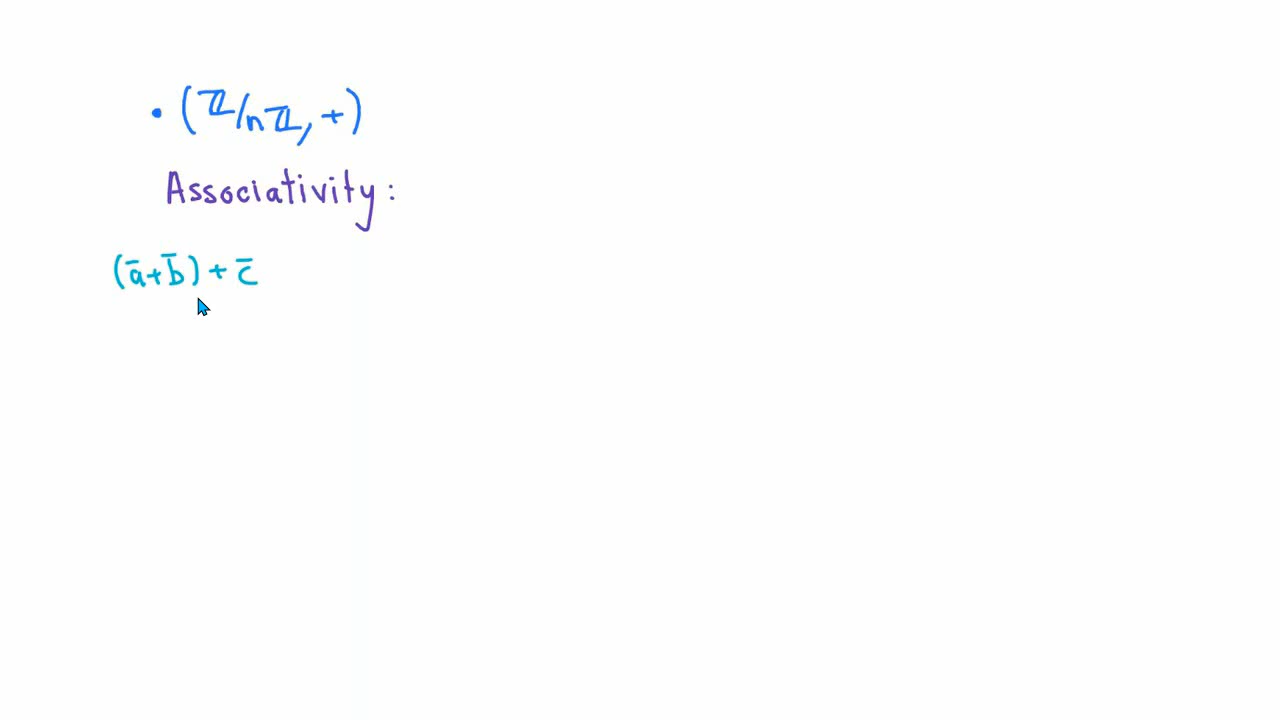 • (ℤ/nℤ, +)
Associativity:
(a̅+b̅) + c̅